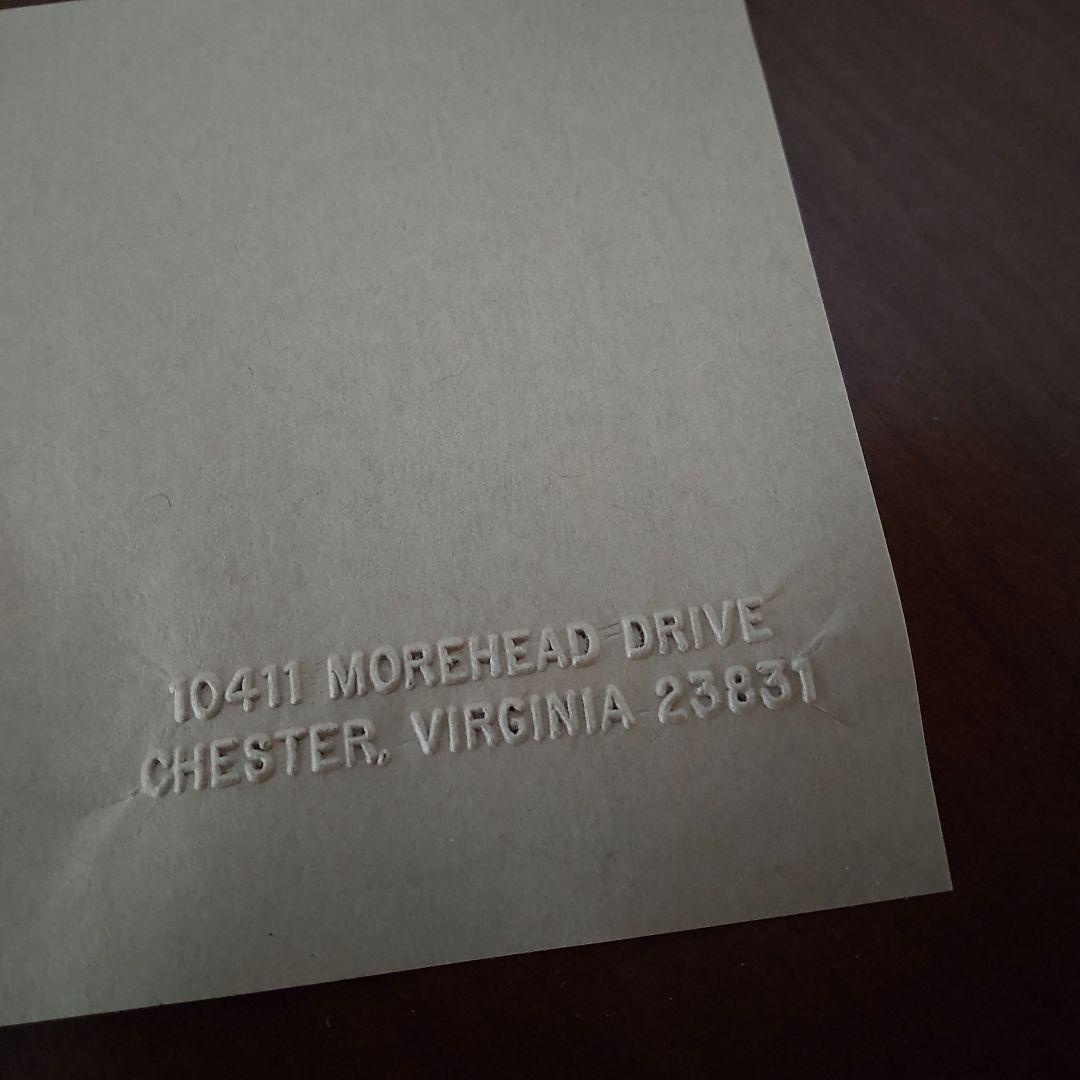 10411 MOREHEAD DRIVE
CHESTER, VIRGINIA 23831